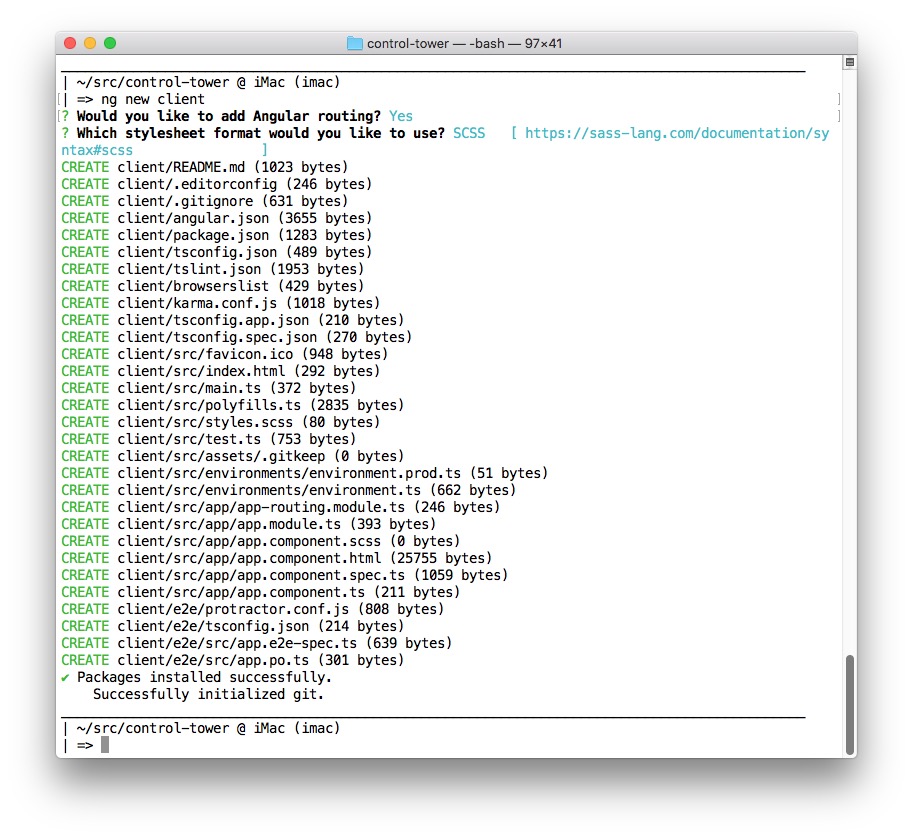 control-tower — -bash — 97×41
| ~/src/control-tower @ iMac (imac)
[| => ng new client ]
[? Would you like to add Angular routing? Yes ]
? Which stylesheet format would you like to use? SCSS   [ https://sass-lang.com/documentation/sy
ntax#scss                ]
CREATE client/README.md (1023 bytes)
CREATE client/.editorconfig (246 bytes)
CREATE client/.gitignore (631 bytes)
CREATE client/angular.json (3655 bytes)
CREATE client/package.json (1283 bytes)
CREATE client/tsconfig.json (489 bytes)
CREATE client/tslint.json (1953 bytes)
CREATE client/browserslist (429 bytes)
CREATE client/karma.conf.js (1018 bytes)
CREATE client/tsconfig.app.json (210 bytes)
CREATE client/tsconfig.spec.json (270 bytes)
CREATE client/src/favicon.ico (948 bytes)
CREATE client/src/index.html (292 bytes)
CREATE client/src/main.ts (372 bytes)
CREATE client/src/polyfills.ts (2835 bytes)
CREATE client/src/styles.scss (80 bytes)
CREATE client/src/test.ts (753 bytes)
CREATE client/src/assets/.gitkeep (0 bytes)
CREATE client/src/environments/environment.prod.ts (51 bytes)
CREATE client/src/environments/environment.ts (662 bytes)
CREATE client/src/app/app-routing.module.ts (246 bytes)
CREATE client/src/app/app.module.ts (393 bytes)
CREATE client/src/app/app.component.scss (0 bytes)
CREATE client/src/app/app.component.html (25755 bytes)
CREATE client/src/app/app.component.spec.ts (1059 bytes)
CREATE client/src/app/app.component.ts (211 bytes)
CREATE client/e2e/protractor.conf.js (808 bytes)
CREATE client/e2e/tsconfig.json (214 bytes)
CREATE client/e2e/src/app.e2e-spec.ts (639 bytes)
CREATE client/e2e/src/app.po.ts (301 bytes)
✔ Packages installed successfully.
    Successfully initialized git.
| ~/src/control-tower @ iMac (imac)
| =>